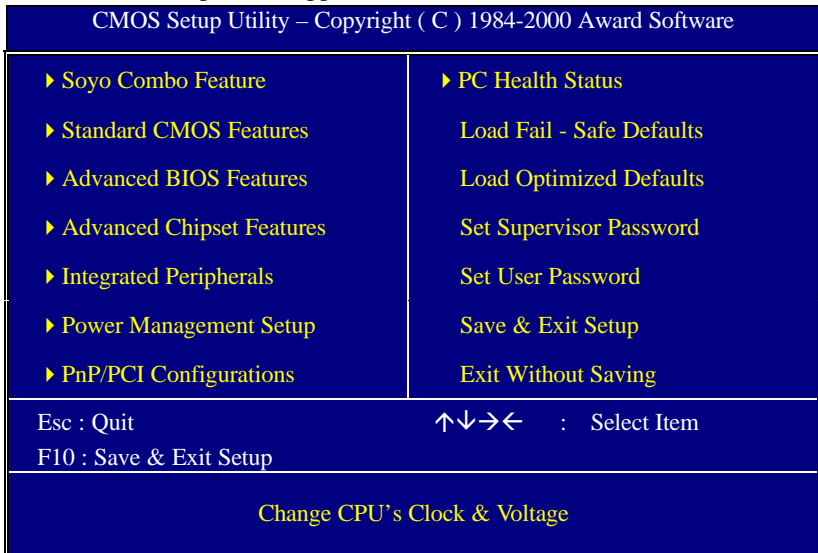 CMOS Setup Utility – Copyright ( C ) 1984-2000 Award Software
Soyo Combo Feature
Standard CMOS Features
Advanced BIOS Features
Advanced Chipset Features
Integrated Peripherals
Power Management Setup
PnP/PCI Configurations
PC Health Status
Load Fail - Safe Defaults
Load Optimized Defaults
Set Supervisor Password
Set User Password
Save & Exit Setup
Exit Without Saving
Esc : Quit
↑↓→← : Select Item
F10 : Save & Exit Setup
Change CPU’s Clock & Voltage